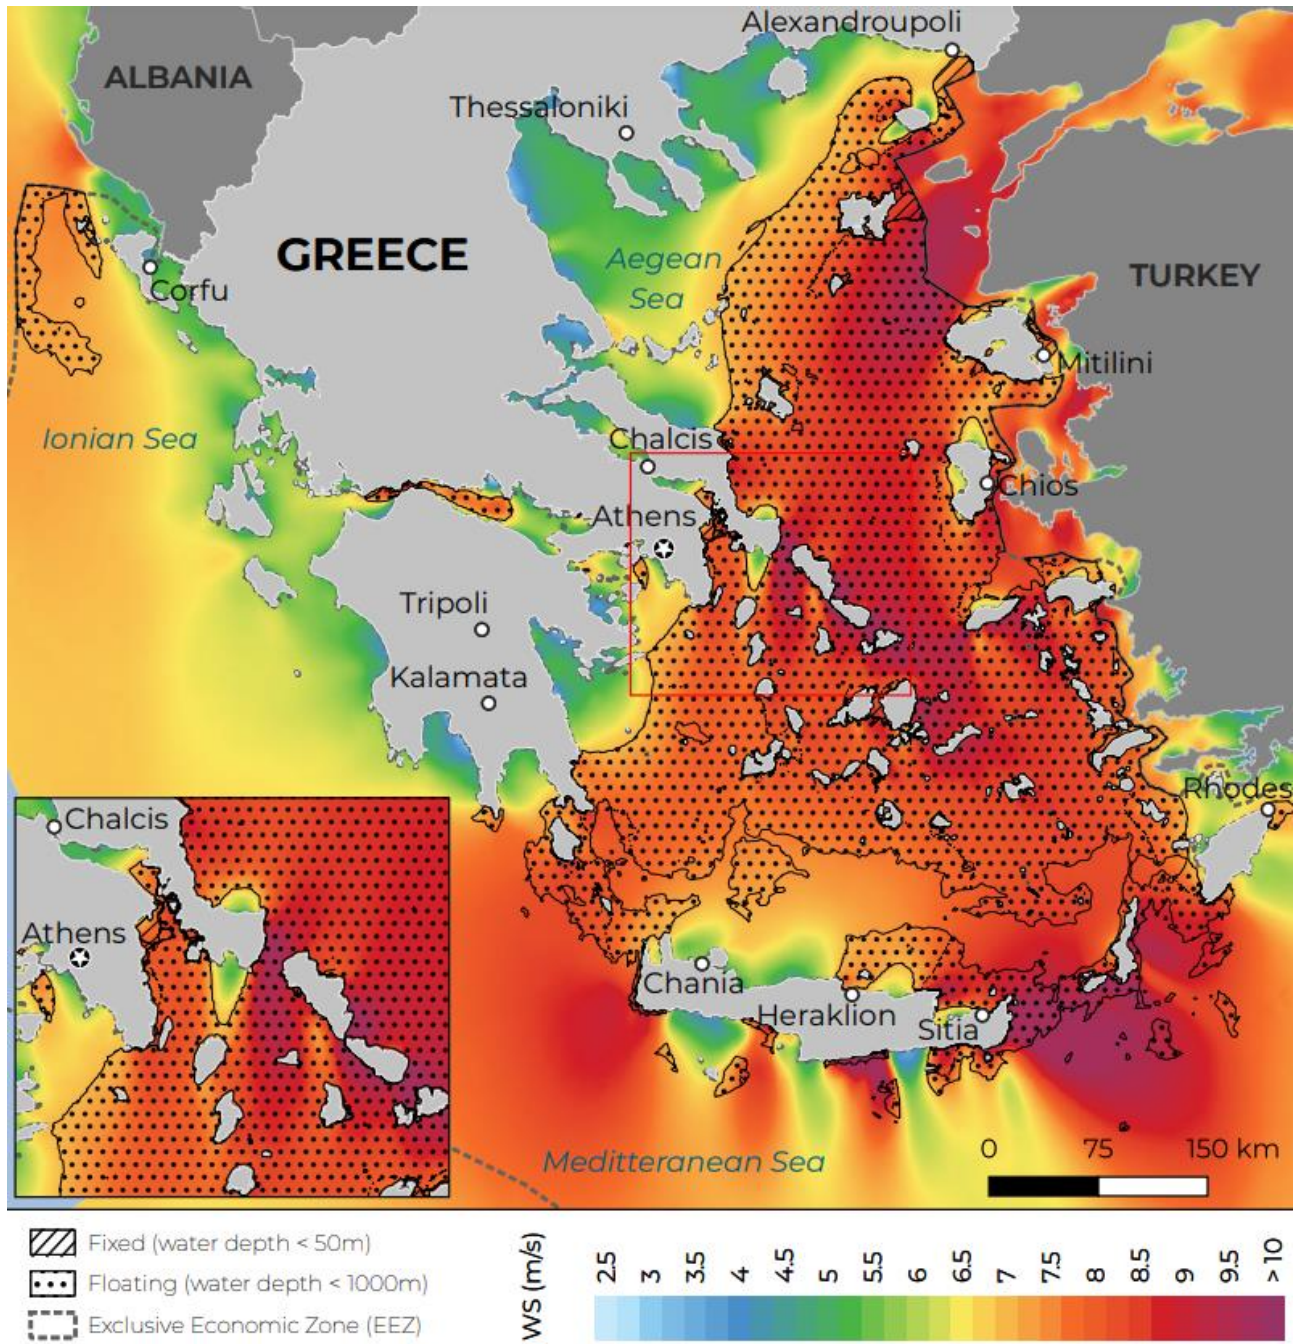 Alexandroupoli
ALBANIA
Thessaloniki
GREECE
Aegean
Sea
TURKEY
Corfu
Mitilini
Ionian Sea
Chalcis
Chios
Athens
Tripoli
Kalamata
Rhodes
Chalcis
Athens
Chania
Heraklion
Sitia
Meditteranean Sea
0 75 150 km
Fixed (water depth < 50m)
Floating (water depth < 1000m)
Exclusive Economic Zone (EEZ)
WS (m/s)
2.5 3 3.5 4 4.5 5 5.5 6 6.5 7 7.5 8 8.5 9 9.5 > 10